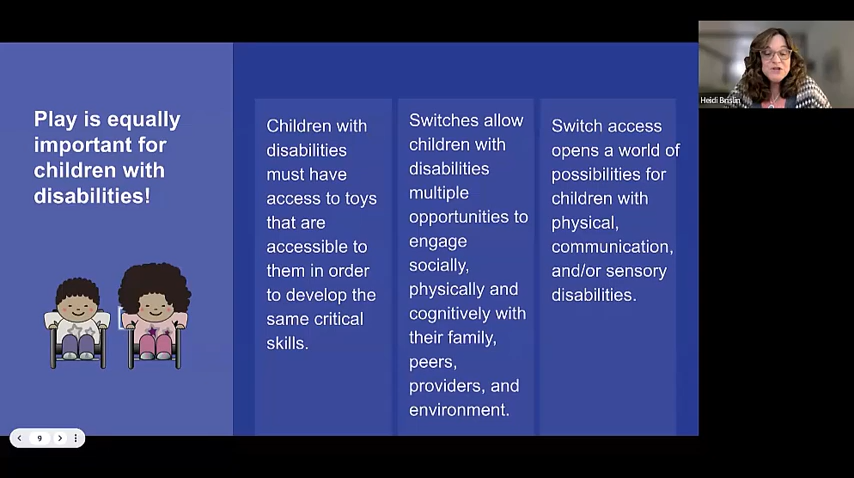 Play is equally
important for
children with
disabilities!
Children with
disabilities
must have
access to toys
that are
accessible to
them in order
to develop the
same critical
skills.
Switches allow
children with
disabilities
multiple
opportunities to
engage
socially,
physically and
cognitively with
their family,
peers,
providers, and
environment.
Switch access
opens a world of
possibilities for
children with
physical,
communication,
and/or sensory
disabilities.
9
Heidi Brislin